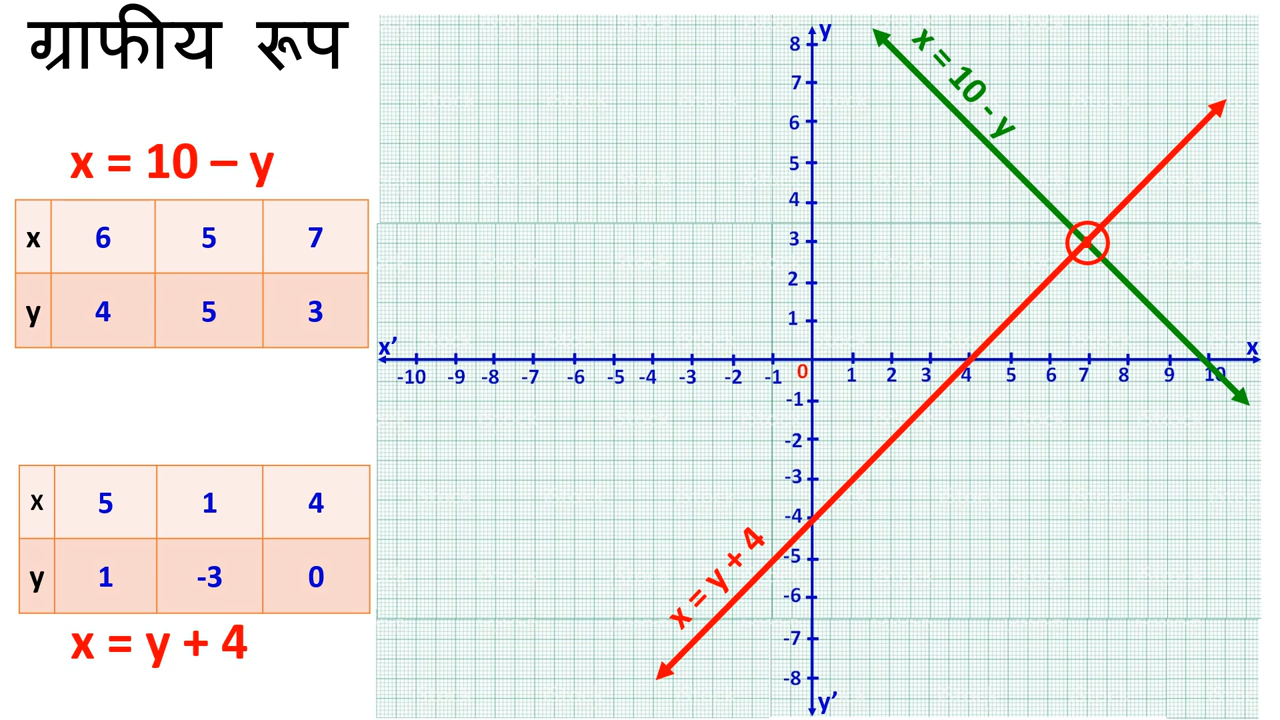 ग्राफीय रूप
x = 10 – y
x 6 5 7
y 4 5 3
x 5 1 4
y 1 -3 0
x = y + 4
y
8
7
6
5
4
3
2
1
x’ x
-10 -9 -8 -7 -6 -5 -4 -3 -2 -1 0 1 2 3 4 5 6 7 8 9 10
-1
-2
-3
-4
-5
-6
-7
-8
y’
x = 10 - y
x = y + 4